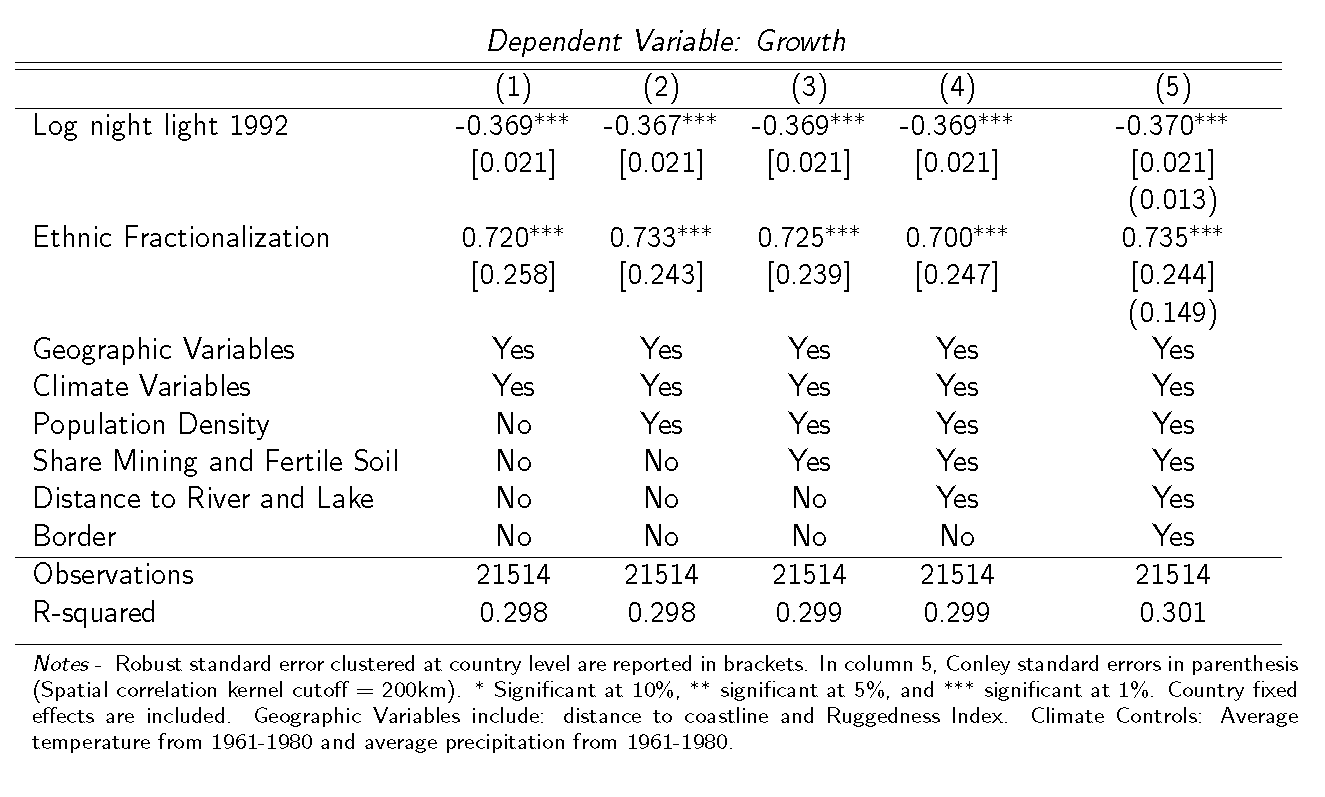 Dependent Variable: Growth
(1) (2) (3) (4) (5)
Log night light 1992 -0.369*** -0.367*** -0.369*** -0.369*** -0.370***
[0.021] [0.021] [0.021] [0.021] [0.021]
(0.013)
Ethnic Fractionalization 0.720*** 0.733*** 0.725*** 0.700*** 0.735***
[0.258] [0.243] [0.239] [0.247] [0.244]
(0.149)
Geographic Variables Yes Yes Yes Yes Yes
Climate Variables Yes Yes Yes Yes Yes
Population Density No Yes Yes Yes Yes
Share Mining and Fertile Soil No No Yes Yes Yes
Distance to River and Lake No No No Yes Yes
Border No No No No Yes
Observations 21514 21514 21514 21514 21514
R-squared 0.298 0.298 0.299 0.299 0.301
Notes - Robust standard error clustered at country level are reported in brackets. In column 5, Conley standard errors in parenthesis
(Spatial correlation kernel cutoff = 200km). * Significant at 10%, ** significant at 5%, and *** significant at 1%. Country fixed
effects are included. Geographic Variables include: distance to coastline and Ruggedness Index. Climate Controls: Average
temperature from 1961-1980 and average precipitation from 1961-1980.